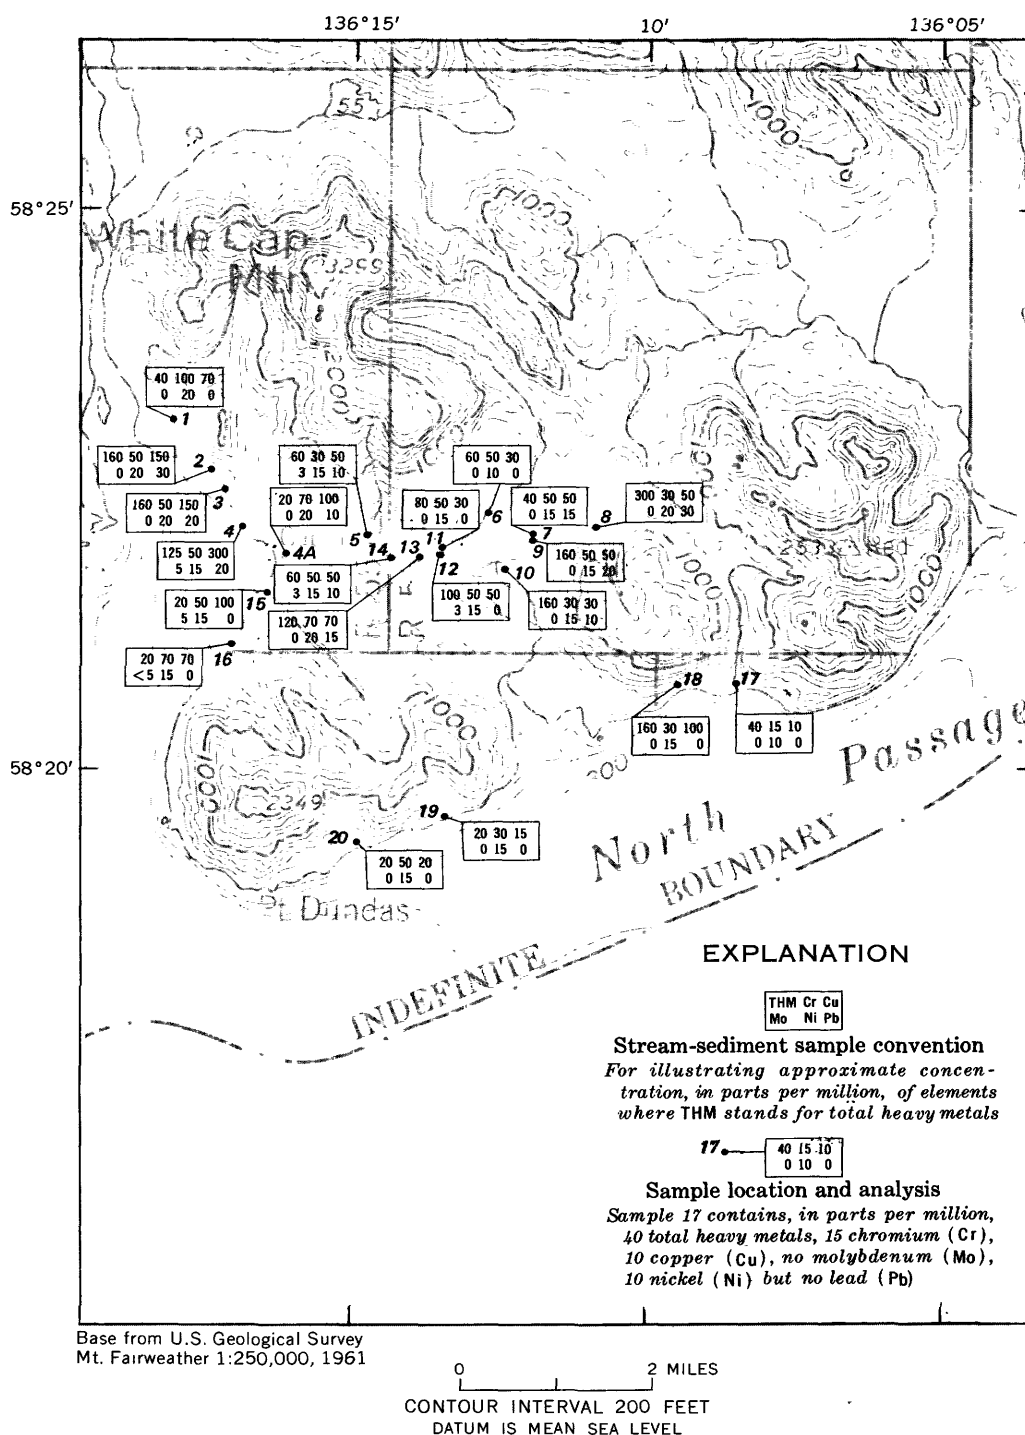 136°15′ 10′ 136°05′
55
1000
58°25′
1000
White Cap
Mtn
3255
2000
40 100 70
0 20 0
1
1000
160 50 150
0 20 30
2
60 30 50
3 15 10
60 50 30
0 10 0
160 50 150
0 20 20
3
20 70 100
0 20 10
80 50 30
0 15 0
6
40 50 50
0 15 15
8
300 30 50
0 20 30
4
5
7
125 50 300
5 15 20
4A
14
13
11
9
160 50 50
0 15 20
12
10
1000
1000
60 50 50
3 15 10
100 50 50
3 15 0
160 30 30
0 15 10
20 50 100
5 15 0
15
120 70 70
0 20 15
16
20 70 70
<5 15 0
18
17
160 30 100
0 15 0
40 15 10
0 10 0
1000
1000
58°20′
2349
19
20 30 15
0 15 0
20
20 50 20
0 15 0
Pt Dundas
North Passage
INDEFINITE BOUNDARY
EXPLANATION
THM Cr Cu
Mo Ni Pb
Stream-sediment sample convention
For illustrating approximate concen-
tration, in parts per million, of elements
where THM stands for total heavy metals
17
40 15 10
0 10 0
Sample location and analysis
Sample 17 contains, in parts per million,
40 total heavy metals, 15 chromium (Cr),
10 copper (Cu), no molybdenum (Mo),
10 nickel (Ni) but no lead (Pb)
Base from U.S. Geological Survey
Mt. Fairweather 1:250,000, 1961
0 2 MILES
CONTOUR INTERVAL 200 FEET
DATUM IS MEAN SEA LEVEL